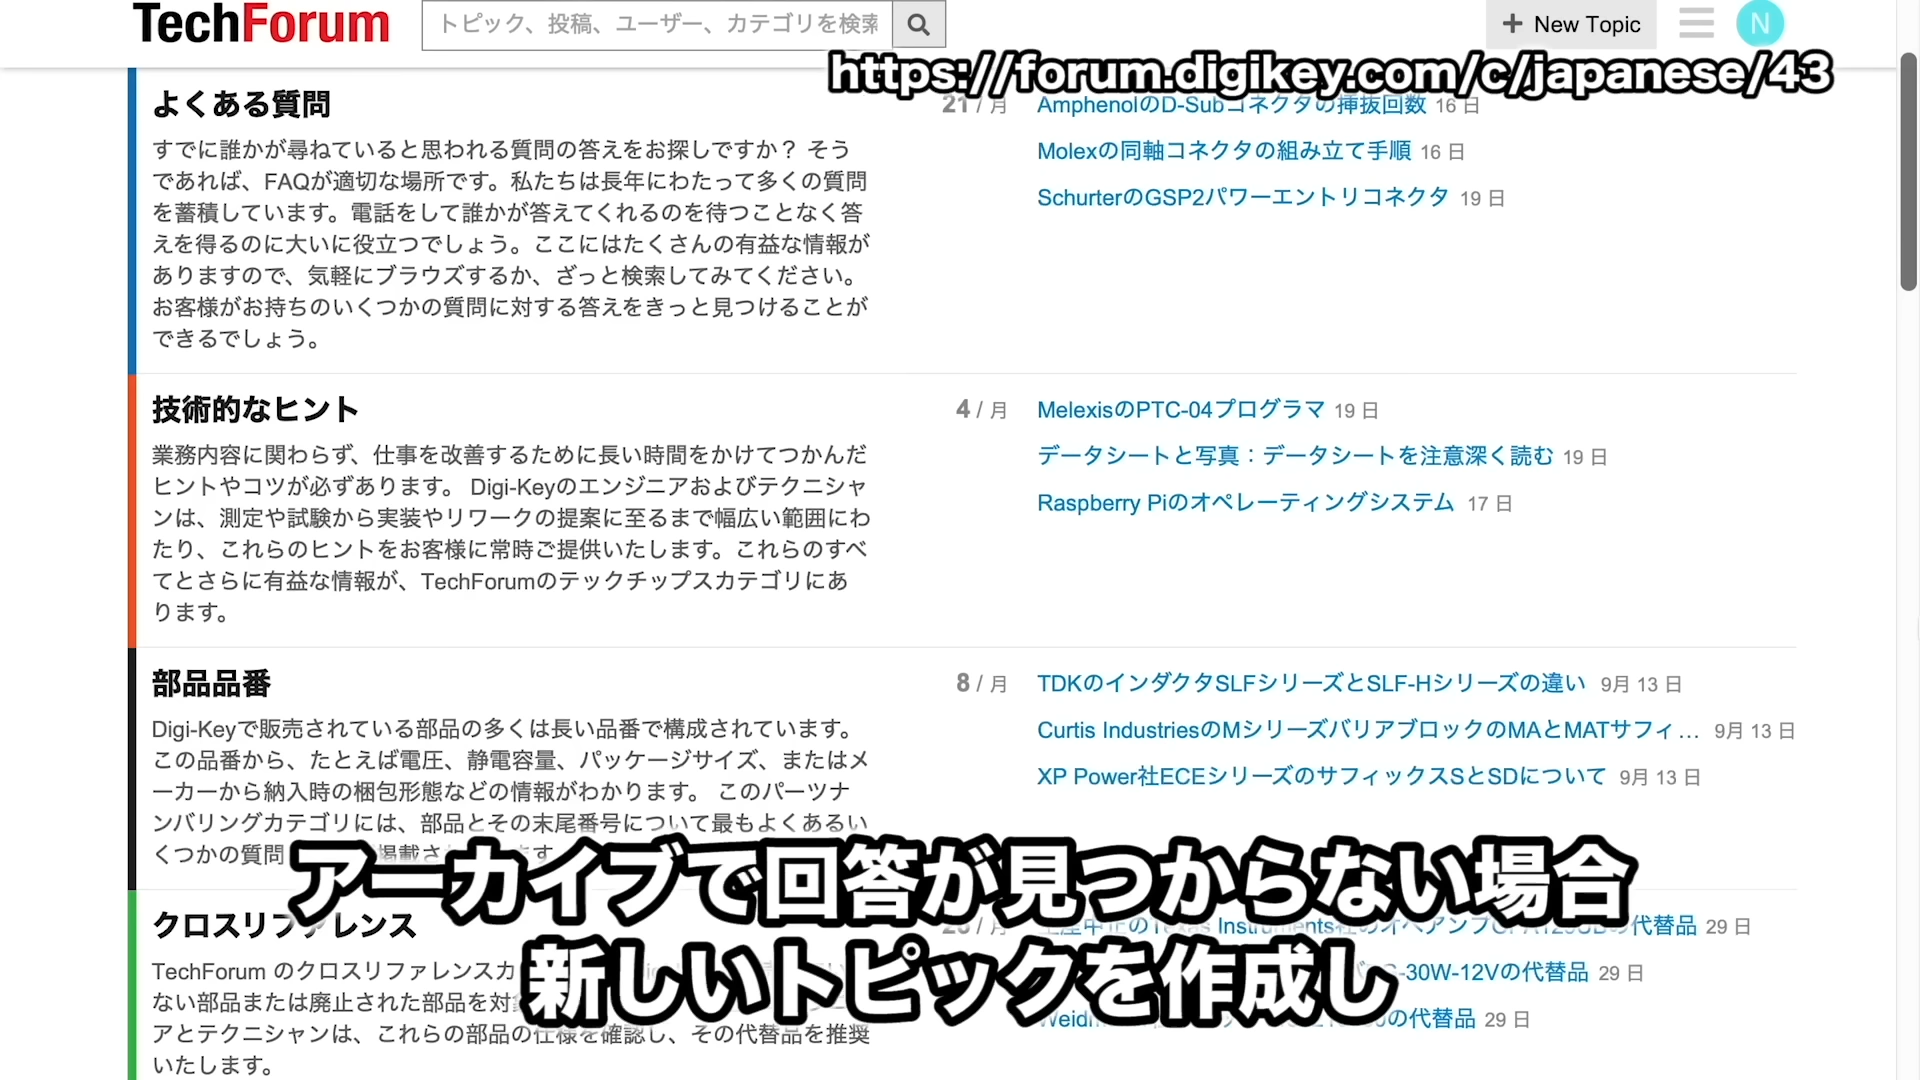 TechForum
トピック、投稿、ユーザー、カテゴリを検索
+ New Topic
N
https://forum.digikey.com/c/japanese/43
よくある質問
21 / 月
AmphenolのD-Subコネクタの挿抜回数 16 日
すでに誰かが尋ねていると思われる質問の答えをお探しですか? そう
であれば、FAQが適切な場所です。私たちは長年にわたって多くの質問
を蓄積しています。電話をして誰かが答えてくれるのを待つことなく答
えを得るのに大いに役立つでしょう。ここにはたくさんの有益な情報が
ありますので、気軽にブラウズするか、ざっと検索してみてください。
お客様がお持ちのいくつかの質問に対する答えをきっと見つけることが
できるでしょう。
Molexの同軸コネクタの組み立て手順 16 日
SchurterのGSP2パワーエントリコネクタ 19 日
技術的なヒント
4 / 月
MelexisのPTC-04プログラマ 19 日
業務内容に関わらず、仕事を改善するために長い時間をかけてつかんだ
ヒントやコツが必ずあります。 Digi-Keyのエンジニアおよびテクニシャ
ンは、測定や試験から実装やリワークの提案に至るまで幅広い範囲にわ
たり、これらのヒントをお客様に常時ご提供いたします。これらのすべ
てとさらに有益な情報が、TechForumのテックチップスカテゴリにあ
ります。
データシートと写真：データシートを注意深く読む 19 日
Raspberry Piのオペレーティングシステム 17 日
部品品番
8 / 月
TDKのインダクタSLFシリーズとSLF-Hシリーズの違い 9月 13 日
Digi-Keyで販売されている部品の多くは長い品番で構成されています。
この品番から、たとえば電圧、静電容量、パッケージサイズ、またはメ
ーカーから納入時の梱包形態などの情報がわかります。 このパーツナ
ンバリングカテゴリには、部品とその末尾番号について最もよくあるい
くつかの質問
Curtis IndustriesのMシリーズバリアブロックのMAとMATサフィ… 9月 13 日
XP Power社ECEシリーズのサフィックスSとSDについて 9月 13 日
クロスリファレンス
の代替品 29 日
TechForum のクロスリファレンスカ
ない部品または廃止された部品を対
アとテクニシャンは、これらの部品の仕様を確認し、その代替品を推奨
いたします。
-30W-12Vの代替品 29 日
の代替品 29 日
アーカイブで回答が見つからない場合
新しいトピックを作成し